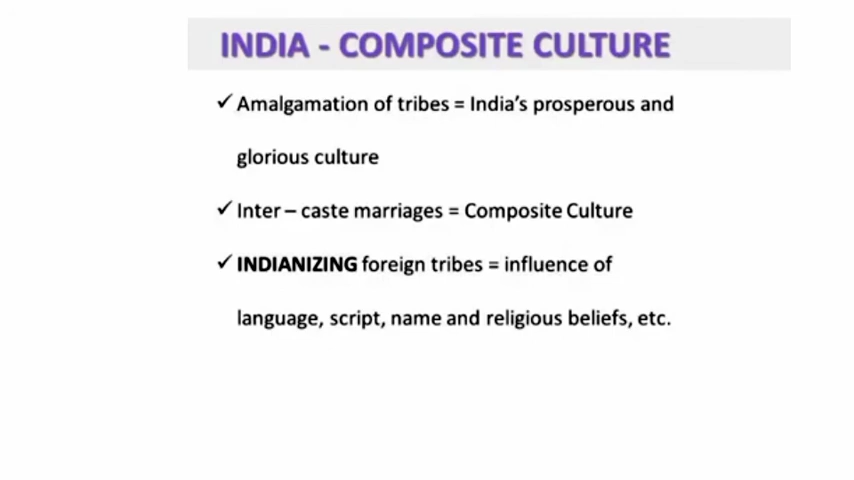 INDIA - COMPOSITE CULTURE
✓ Amalgamation of tribes = India's prosperous and
glorious culture
✓ Inter – caste marriages = Composite Culture
✓ INDIANIZING foreign tribes = influence of
language, script, name and religious beliefs, etc.